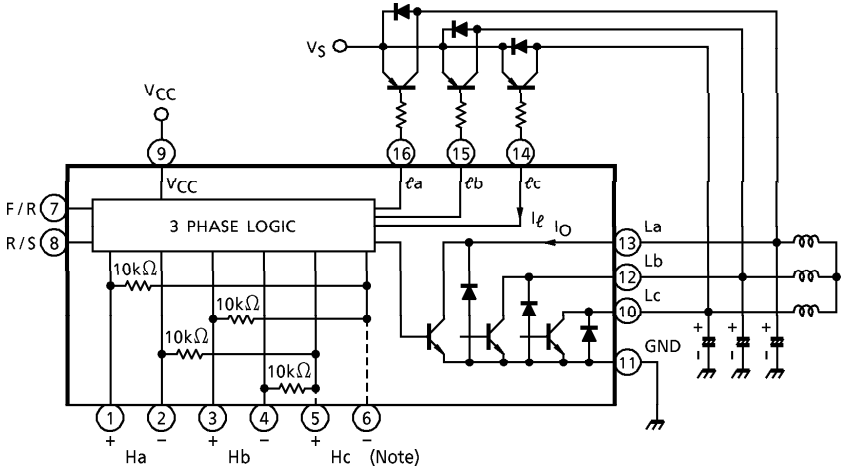 VS
VCC
9
16
15
14
VCC
ℓa
ℓb
ℓc
F/R 7
3 PHASE LOGIC
Iℓ
IO
13 La
R/S 8
10kΩ
12 Lb
10 Lc
10kΩ
10kΩ
+ + +
- - -
GND
11
10kΩ
1 2 3 4 5 6
+ - + - + -
Ha Hb Hc (Note)